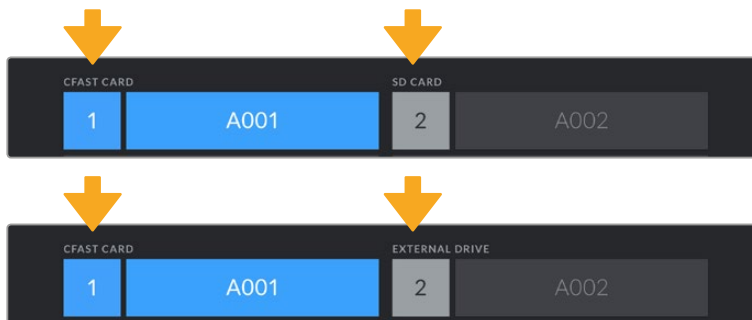 CFAST CARD SD CARD
1 A001 2 A002
CFAST CARD EXTERNAL DRIVE
1 A001 2 A002